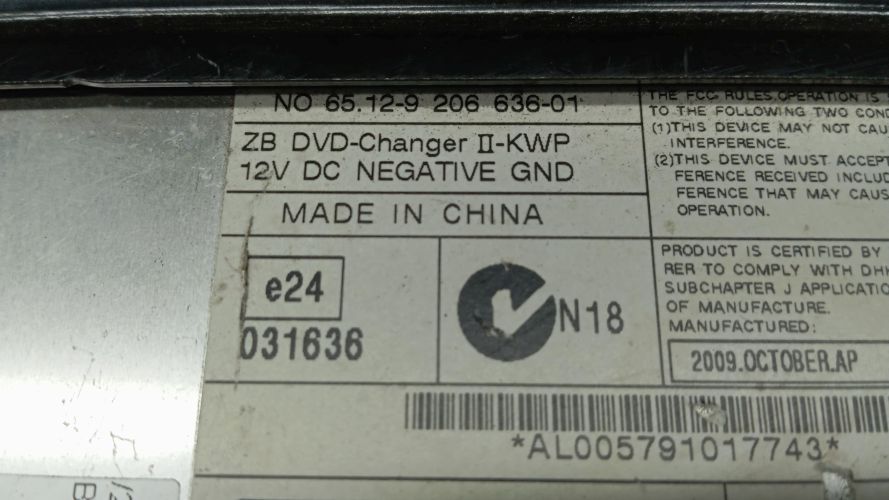 NO 65.12-9 206 636-01
ZB DVD-Changer II-KWP
12V DC NEGATIVE GND
MADE IN CHINA
e24
031636
N18
THE FCC RULES. OPERATION IS
TO THE FOLLOWING TWO
(1)THIS DEVICE MAY NOT
INTERFERENCE.
(2)THIS DEVICE MUST ACCEPT
FERENCE RECEIVED
FERENCE THAT MAY
OPERATION.
PRODUCT IS CERTIFIED BY
RER TO COMPLY WITH
SUBCHAPTER J
OF MANUFACTURE.
MANUFACTURED:
2009.OCTOBER.AP
*AL005791017743*